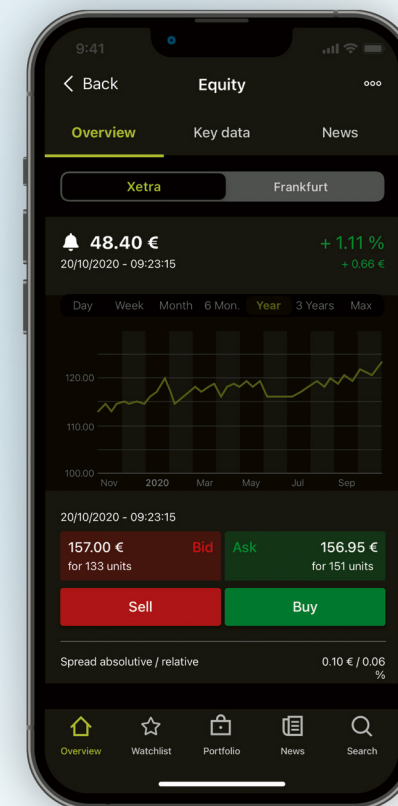 9:41
Back
Equity
Overview
Key data
News
Xetra
Frankfurt
48.40 €
+ 1.11 %
20/10/2020 - 09:23:15
+ 0.66 €
Day Week Month 6 Mon. Year 3 Years Max
120.00
110.00
100.00
Nov 2020 Mar May Jul Sep
20/10/2020 - 09:23:15
157.00 € Bid
for 133 units
Ask 156.95 €
for 151 units
Sell
Buy
Spread absolutive / relative
0.10 € / 0.06
%
Overview
Watchlist
Portfolio
News
Search